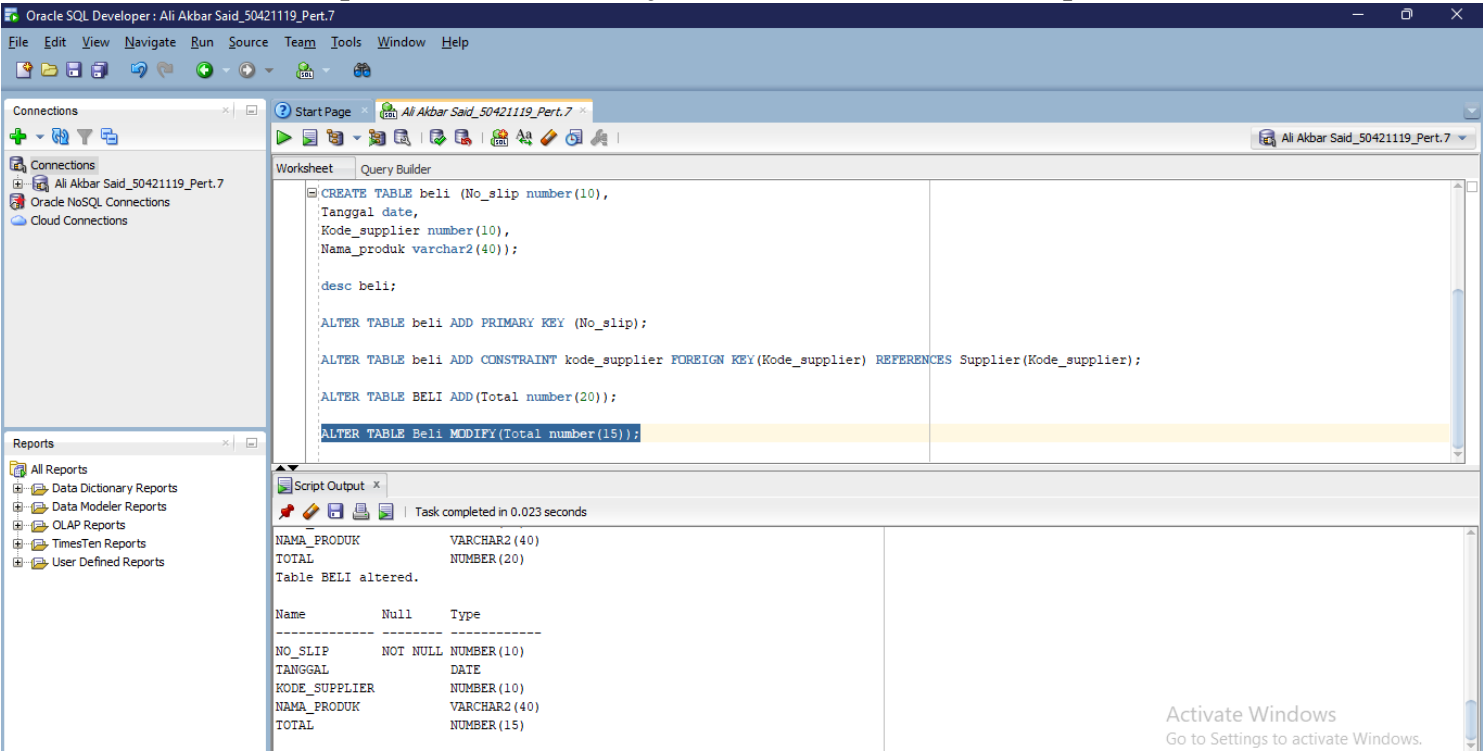 Oracle SQL Developer : Ali Akbar Said_50421119_Pert.7
File Edit View Navigate Run Source Team Tools Window Help
Connections
Connections
Ali Akbar Said_50421119_Pert.7
Oracle NoSQL Connections
Cloud Connections
Reports
All Reports
Data Dictionary Reports
Data Modeler Reports
OLAP Reports
TimesTen Reports
User Defined Reports
Start Page
Ali Akbar Said_50421119_Pert.7
Ali Akbar Said_50421119_Pert.7
Worksheet Query Builder
CREATE TABLE beli (No_slip number(10),
Tanggal date,
Kode_supplier number(10),
Nama_produk varchar2(40));
desc beli;
ALTER TABLE beli ADD PRIMARY KEY (No_slip);
ALTER TABLE beli ADD CONSTRAINT kode_supplier FOREIGN KEY(Kode_supplier) REFERENCES Supplier(Kode_supplier);
ALTER TABLE BELI ADD(Total number(20));
ALTER TABLE Beli MODIFY(Total number(15));
Script Output
Task completed in 0.023 seconds
NAMA_PRODUK VARCHAR2(40)
TOTAL NUMBER(20)
Table BELI altered.
Name Null Type
------------- -------- ------------
NO_SLIP NOT NULL NUMBER(10)
TANGGAL DATE
KODE_SUPPLIER NUMBER(10)
NAMA_PRODUK VARCHAR2(40)
TOTAL NUMBER(15)
Activate Windows
Go to Settings to activate Windows.